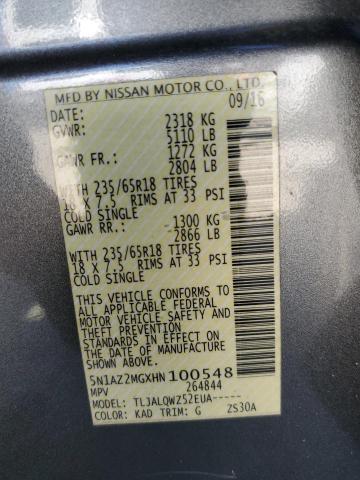 MFD BY NISSAN MOTOR CO., LTD.
DATE: 09/16
GVWR: 2318 KG
5110 LB
GAWR FR.: 1272 KG
2804 LB
WITH 235/65R18 TIRES
18 X 7.5 RIMS AT 33 PSI
COLD SINGLE
GAWR RR.: 1300 KG
2866 LB
WITH 235/65R18 TIRES
18 X 7.5 RIMS AT 33 PSI
COLD SINGLE
THIS VEHICLE CONFORMS TO
ALL APPLICABLE FEDERAL
MOTOR VEHICLE SAFETY AND
THEFT PREVENTION
STANDARDS IN EFFECT ON THE
DATE OF MANUFACTURE
SHOWN ABOVE.
5N1AZ2MGXHN100548
MPV 264844
MODEL: TLJALQWZ52EUA-----
COLOR: KAD TRIM: G ZS30A